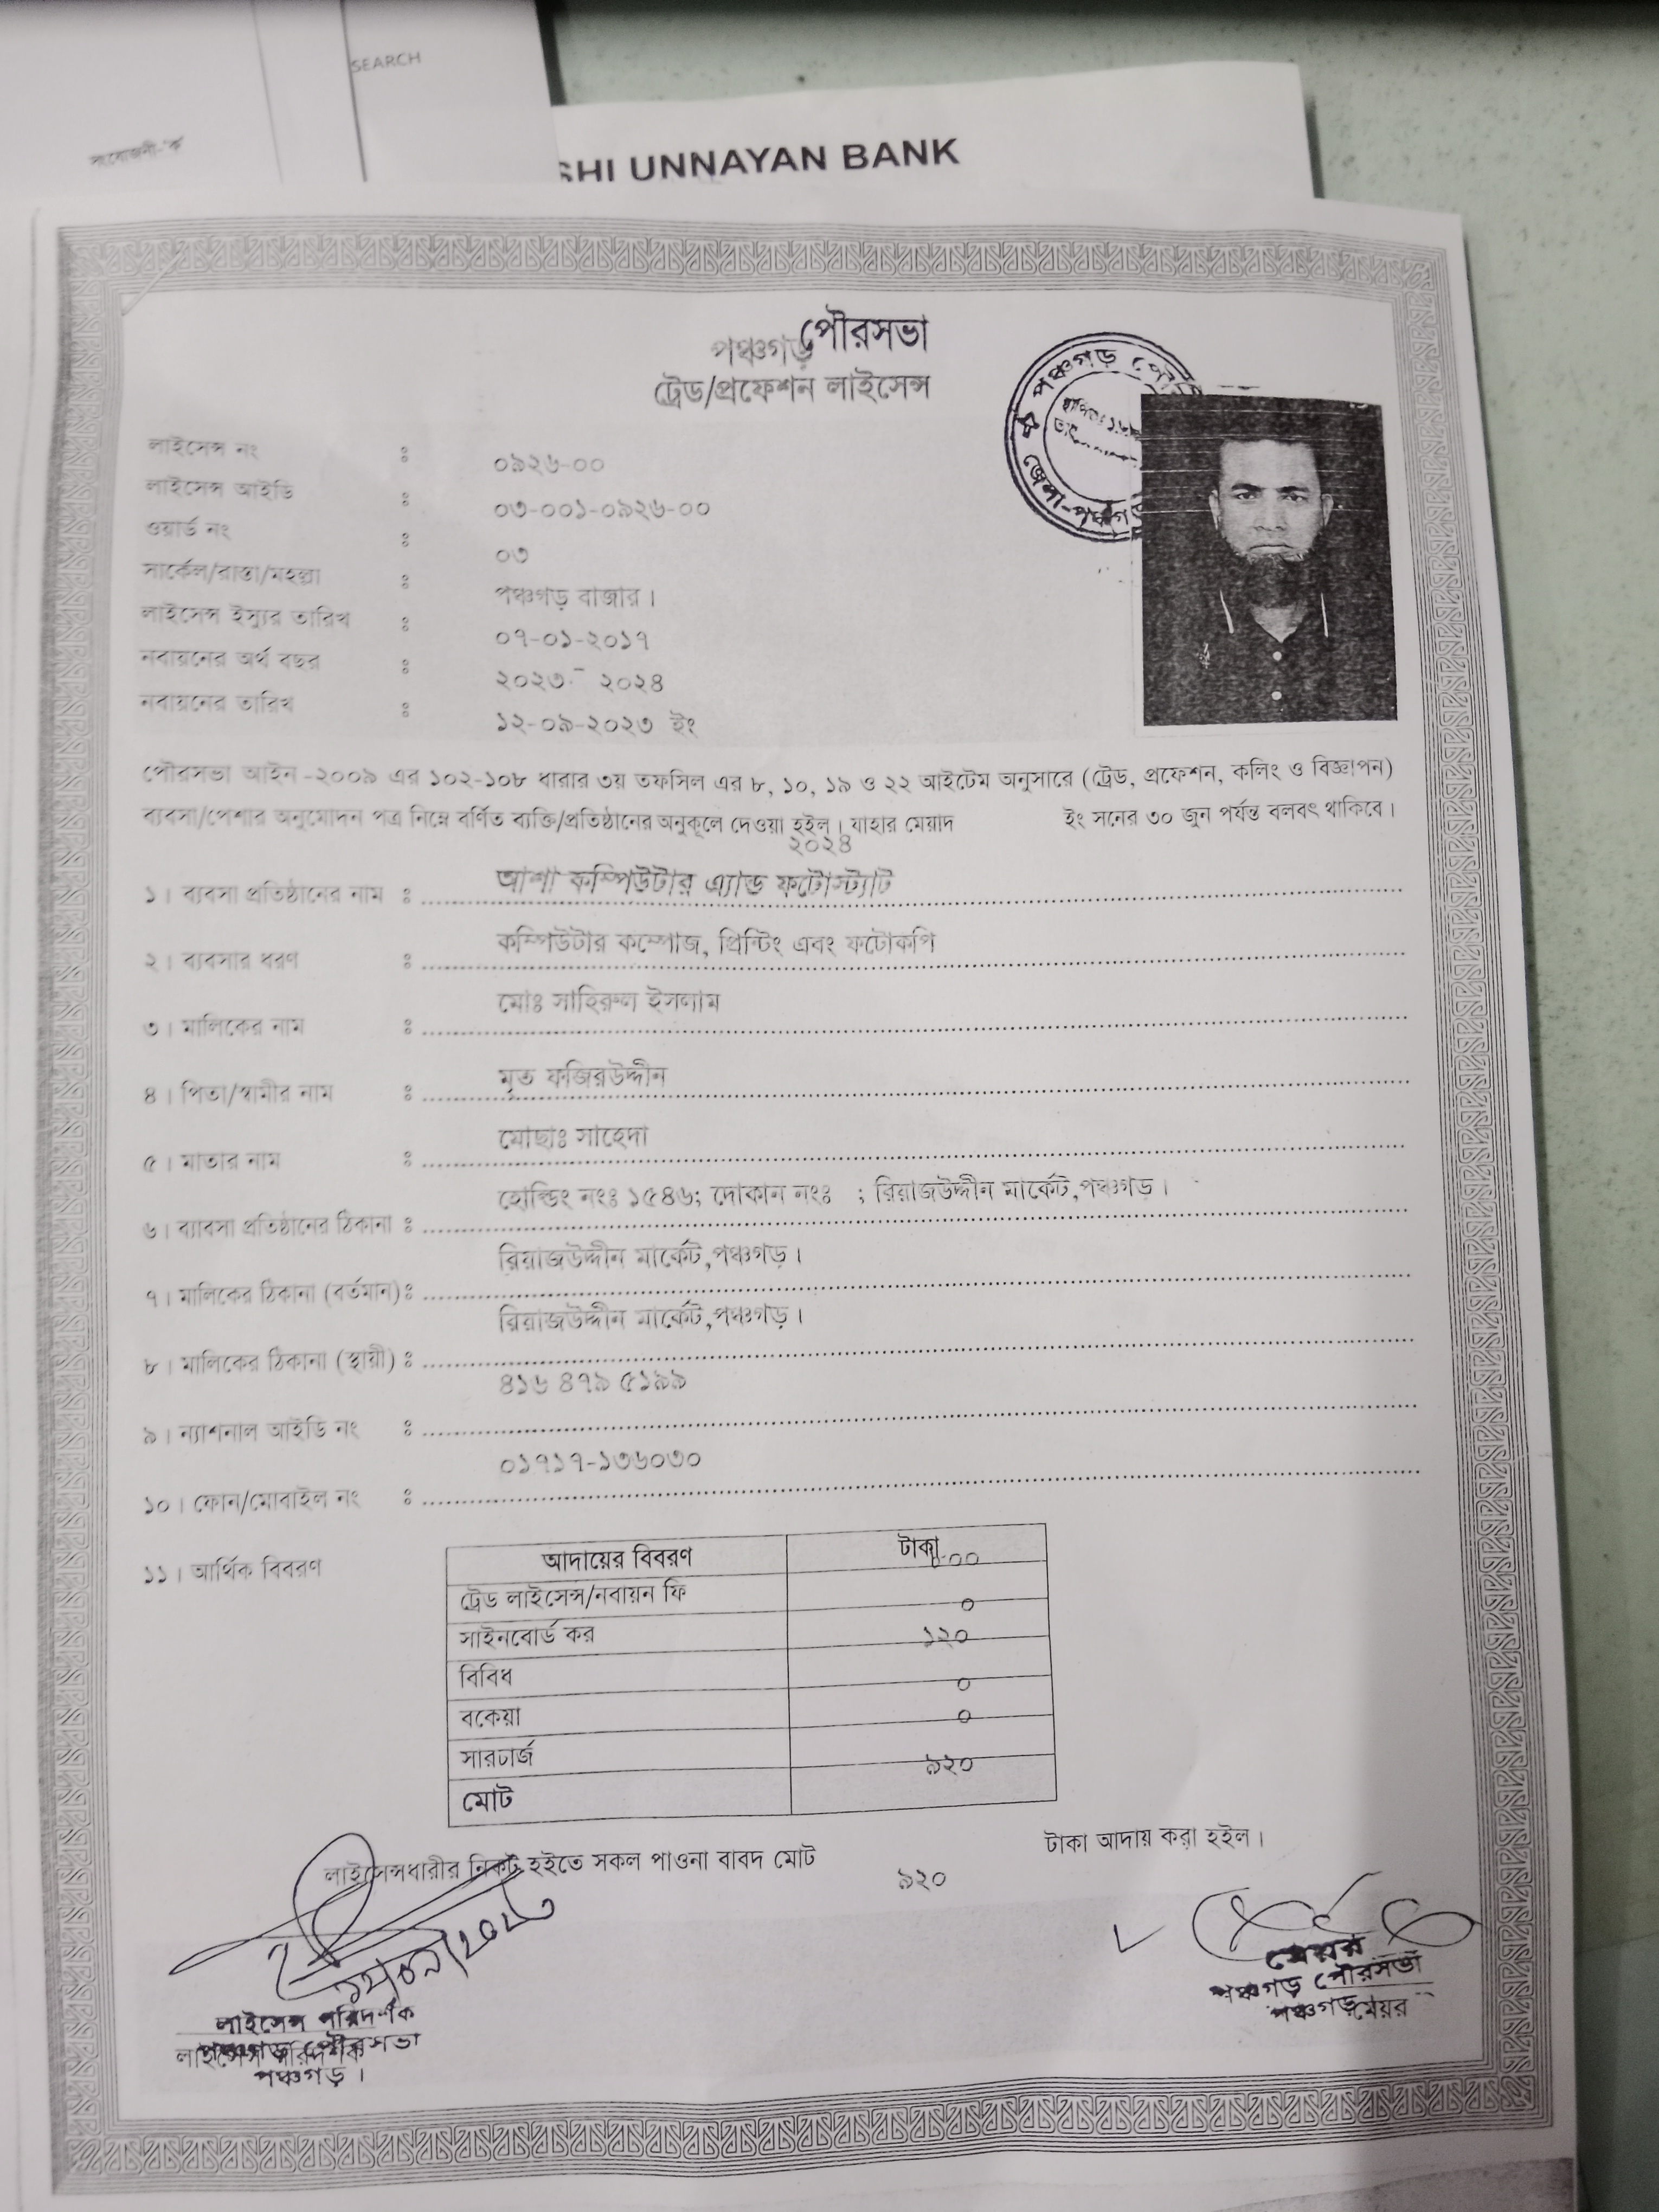 SEARCH
সংযোজনী-'ক'
SHI UNNAYAN BANK
পঞ্চগড় পৌরসভা
ট্রেড/প্রফেশন লাইসেন্স
পঞ্চগড়
জেলা-পঞ্চগড়
লাইসেন্স নং : ০৯২৬-০০
লাইসেন্স আইডি : ০৩-০০১-০৯২৬-০০
ওয়ার্ড নং : ০৩
সার্কেল/রাস্তা/মহল্লা : পঞ্চগড় বাজার।
লাইসেন্স ইস্যুর তারিখ : ০৭-০১-২০১৭
নবায়নের অর্থ বছর : ২০২৩- ২০২৪
নবায়নের তারিখ : ১২-০৯-২০২৩ ইং
পৌরসভা আইন -২০০৯ এর ১০২-১০৮ ধারার ৩য় তফসিল এর ৮, ১০, ১৯ ও ২২ আইটেম অনুসারে (ট্রেড, প্রফেশন, কলিং ও বিজ্ঞাপন)
ব্যবসা/পেশার অনুমোদন পত্র নিম্নে বর্ণিত ব্যক্তি/প্রতিষ্ঠানের অনুকূলে দেওয়া হইল। যাহার মেয়াদ ২০২৪ ইং সনের ৩০ জুন পর্যন্ত বলবৎ থাকিবে।
১। ব্যবসা প্রতিষ্ঠানের নাম : আশা কম্পিউটার এ্যান্ড ফটোস্ট্যাট
২। ব্যবসার ধরণ : কম্পিউটার কম্পোজ, প্রিন্টিং এবং ফটোকপি
৩। মালিকের নাম : মোঃ সাহিরুল ইসলাম
৪। পিতা/স্বামীর নাম : মৃত ফজিরউদ্দীন
৫। মাতার নাম : মোছাঃ সাহেদা
৬। ব্যাবসা প্রতিষ্ঠানের ঠিকানা : হোল্ডিং নংঃ ১৫৪৬; দোকান নংঃ ; রিয়াজউদ্দীন মার্কেট,পঞ্চগড়।
৭। মালিকের ঠিকানা (বর্তমান) : রিয়াজউদ্দীন মার্কেট,পঞ্চগড়।
৮। মালিকের ঠিকানা (স্থায়ী) : রিয়াজউদ্দীন মার্কেট,পঞ্চগড়।
৯। ন্যাশনাল আইডি নং : ৪১৬ ৪৭৯ ৫১৯৯
১০। ফোন/মোবাইল নং : ০১৭১৭-১৩৬০৩০
১১। আর্থিক বিবরণ
আদায়ের বিবরণ টাকা
ট্রেড লাইসেন্স/নবায়ন ফি
সাইনবোর্ড কর ০
বিবিধ ১২০
বকেয়া ০
সারচার্জ ০
মোট ৯২০
লাইসেন্সধারীর নিকট হইতে সকল পাওনা বাবদ মোট ৯২০ টাকা আদায় করা হইল।
লাইসেন্স পরিদর্শক
পঞ্চগড় পৌরসভা
লাইসেন্স পরিদর্শক
পঞ্চগড়।
মেয়র
পঞ্চগড় পৌরসভা
পঞ্চগড়
মেয়র